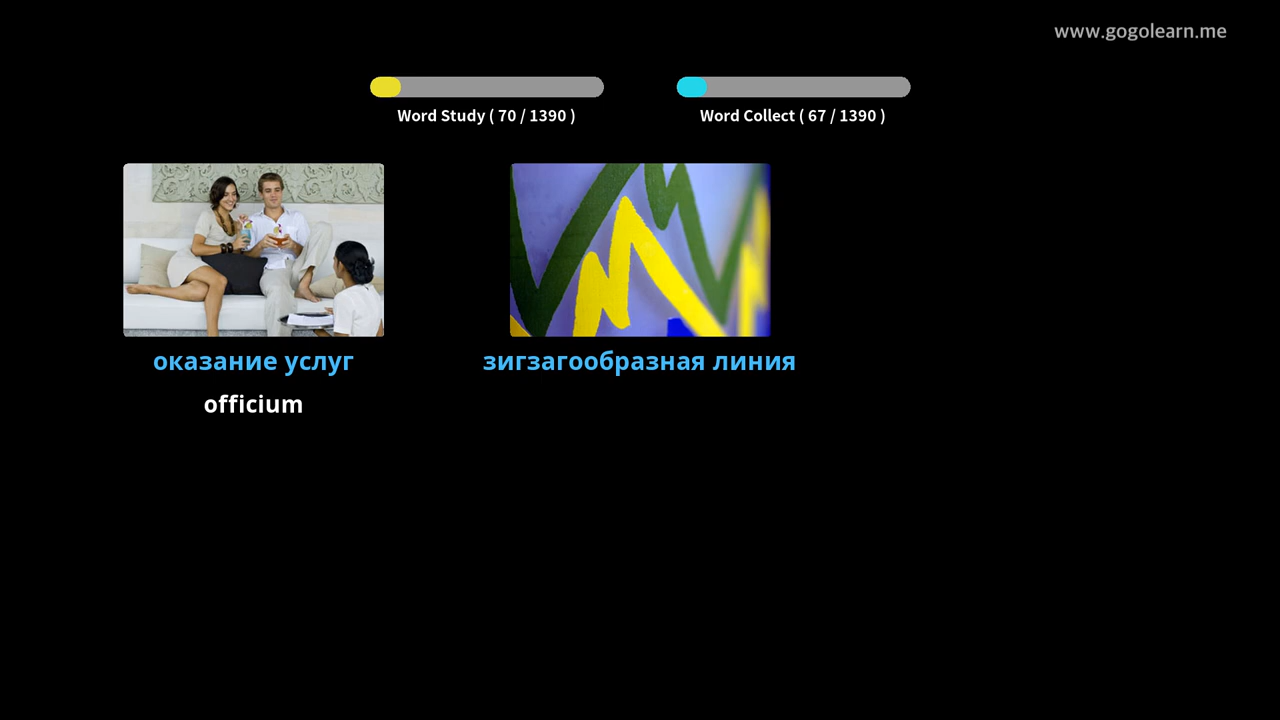 www.gogolearn.me
Word Study ( 70 / 1390 )
Word Collect ( 67 / 1390 )
оказание услуг
зигзагообразная линия
officium